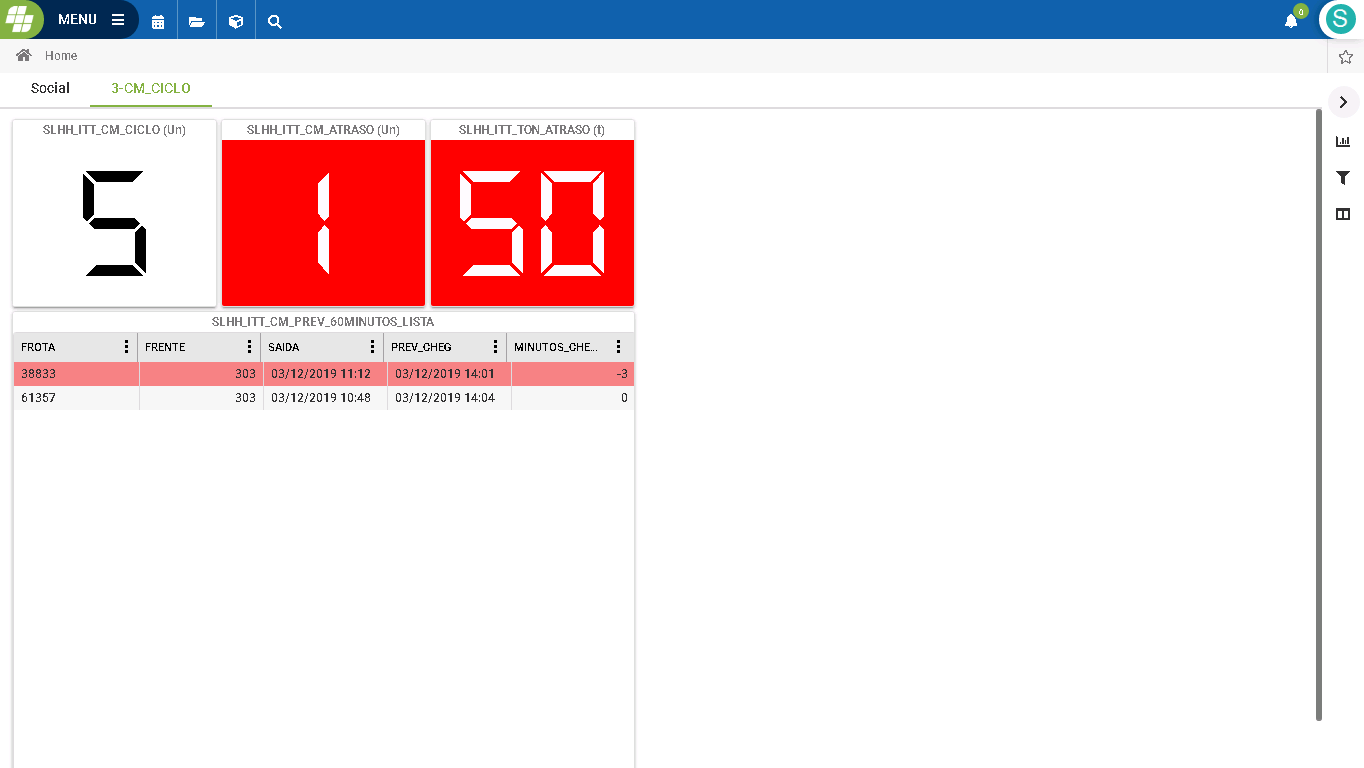 MENU
0
S
Home
Social 3-CM_CICLO
SLHH_ITT_CM_CICLO (Un) SLHH_ITT_CM_ATRASO (Un) SLHH_ITT_TON_ATRASO (t)
5 1 50
SLHH_ITT_CM_PREV_60MINUTOS_LISTA
FROTA FRENTE SAIDA PREV_CHEG MINUTOS_CHE...
38833 303 03/12/2019 11:12 03/12/2019 14:01 -3
61357 303 03/12/2019 10:48 03/12/2019 14:04 0